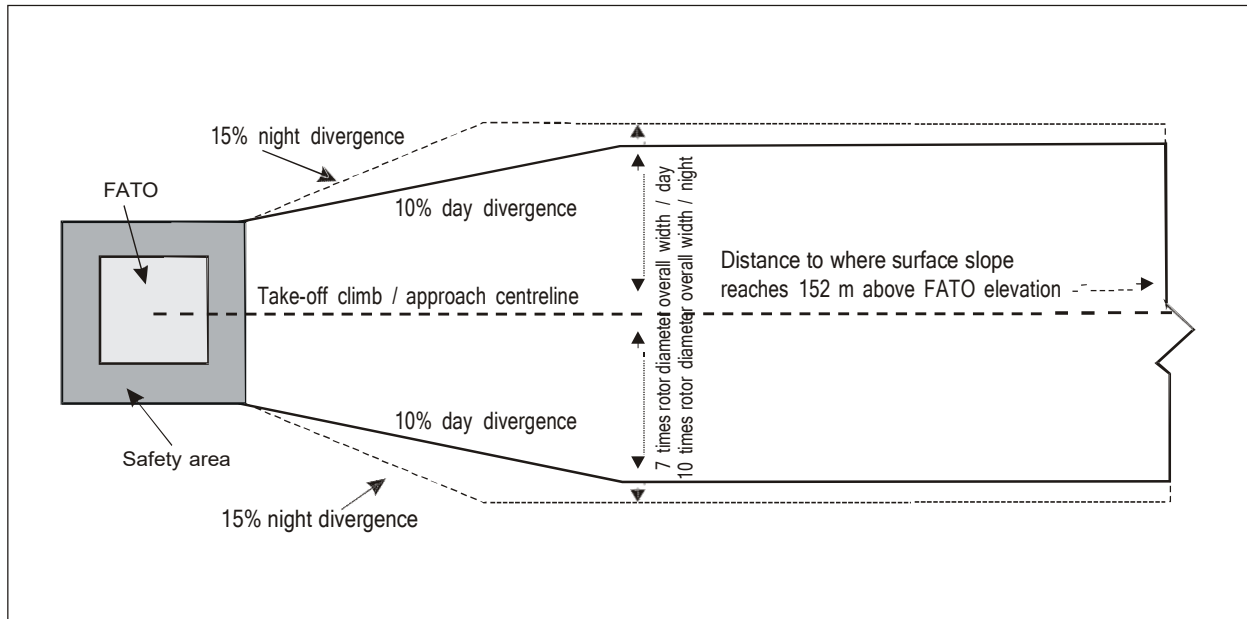 15% night divergence
FATO
10% day divergence
7 times rotor diameter overall width / day
10 times rotor diameter overall width / night
Distance to where surface slope
reaches 152 m above FATO elevation
Take-off climb / approach centreline
10% day divergence
Safety area
15% night divergence